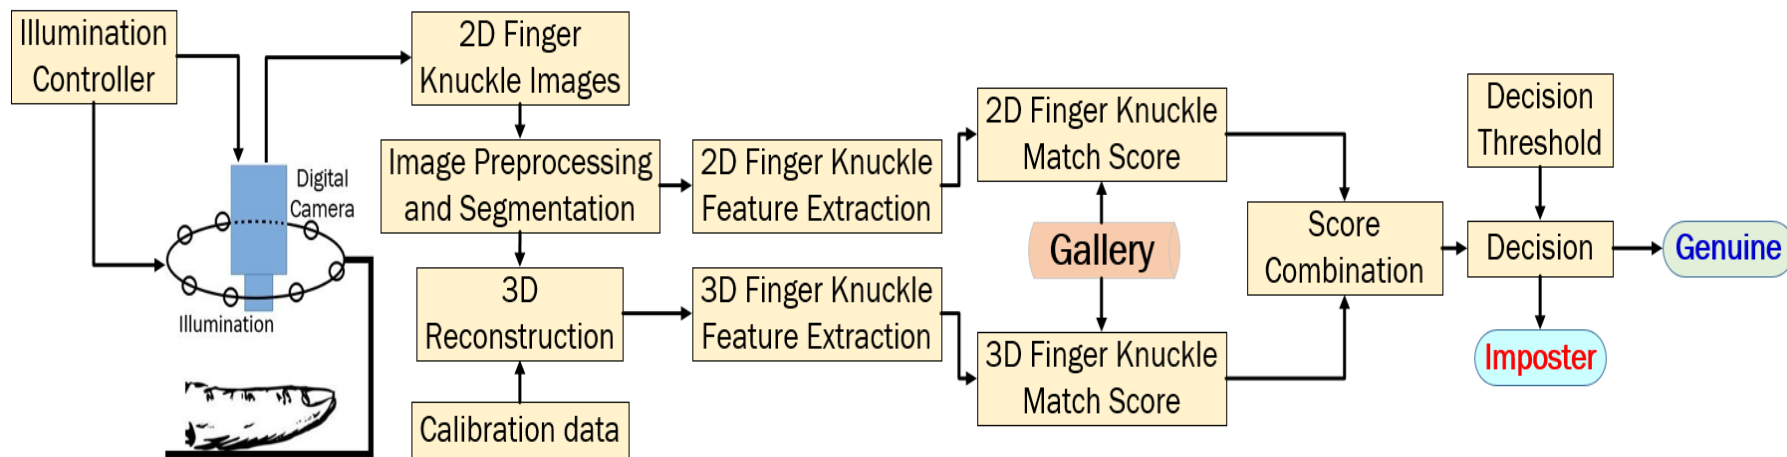 Illumination
Controller
2D Finger
Knuckle Images
Digital
Camera
Illumination
Image Preprocessing
and Segmentation
3D
Reconstruction
Calibration data
2D Finger Knuckle
Feature Extraction
3D Finger Knuckle
Feature Extraction
2D Finger Knuckle
Match Score
Gallery
3D Finger Knuckle
Match Score
Score
Combination
Decision
Threshold
Decision
Genuine
Imposter